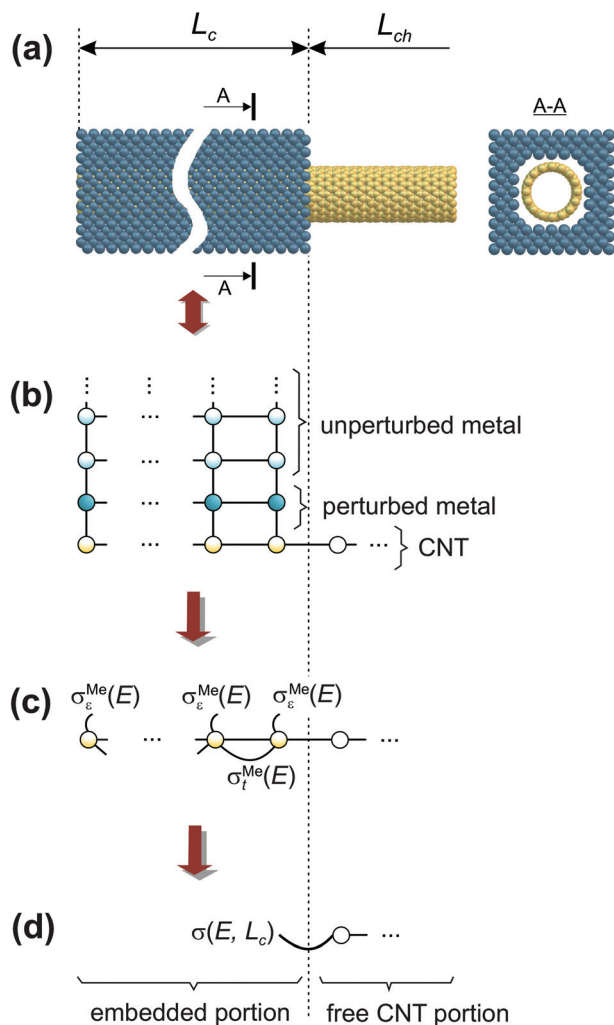 (a)
L_c
L_ch
A
A
A-A
(b)
⋮ ⋮ ⋮ ⋮
...
...
...
... ...
unperturbed metal
perturbed metal
CNT
(c)
σ_ε^Me(E) σ_ε^Me(E) σ_ε^Me(E)
... ...
σ_t^Me(E)
(d)
σ(E, L_c) ...
embedded portion
free CNT portion